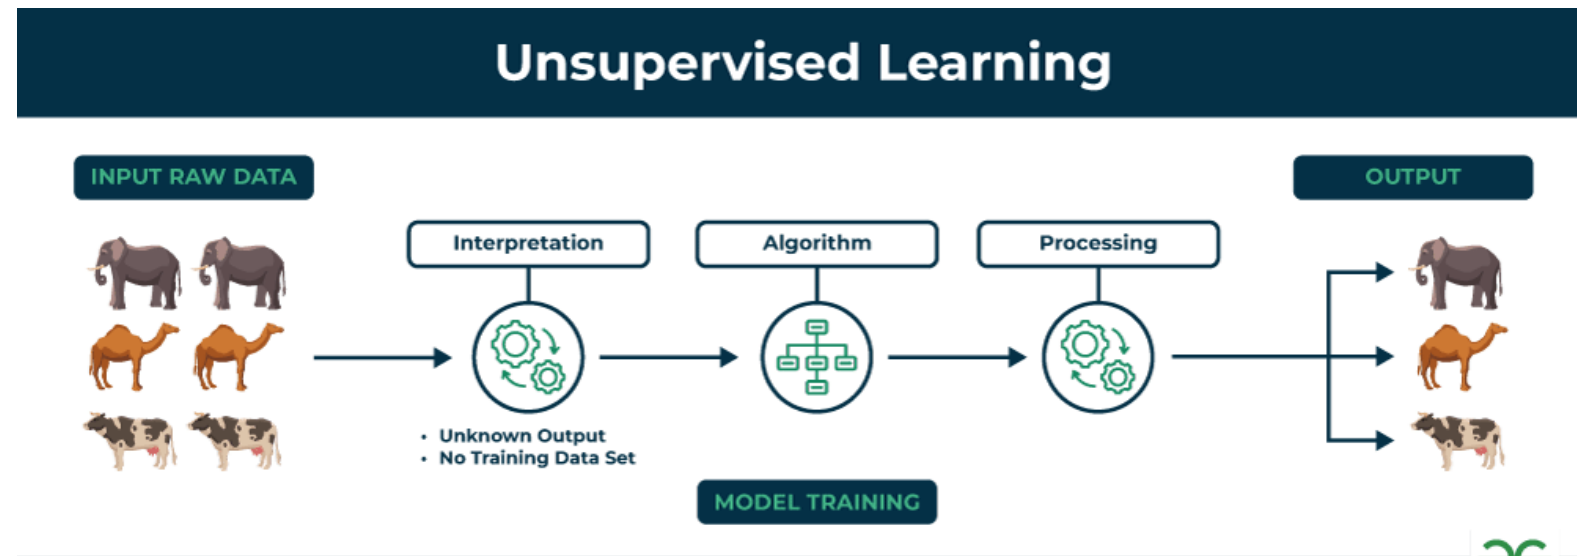 Unsupervised Learning
INPUT RAW DATA
OUTPUT
Interpretation
Algorithm
Processing
• Unknown Output
• No Training Data Set
MODEL TRAINING